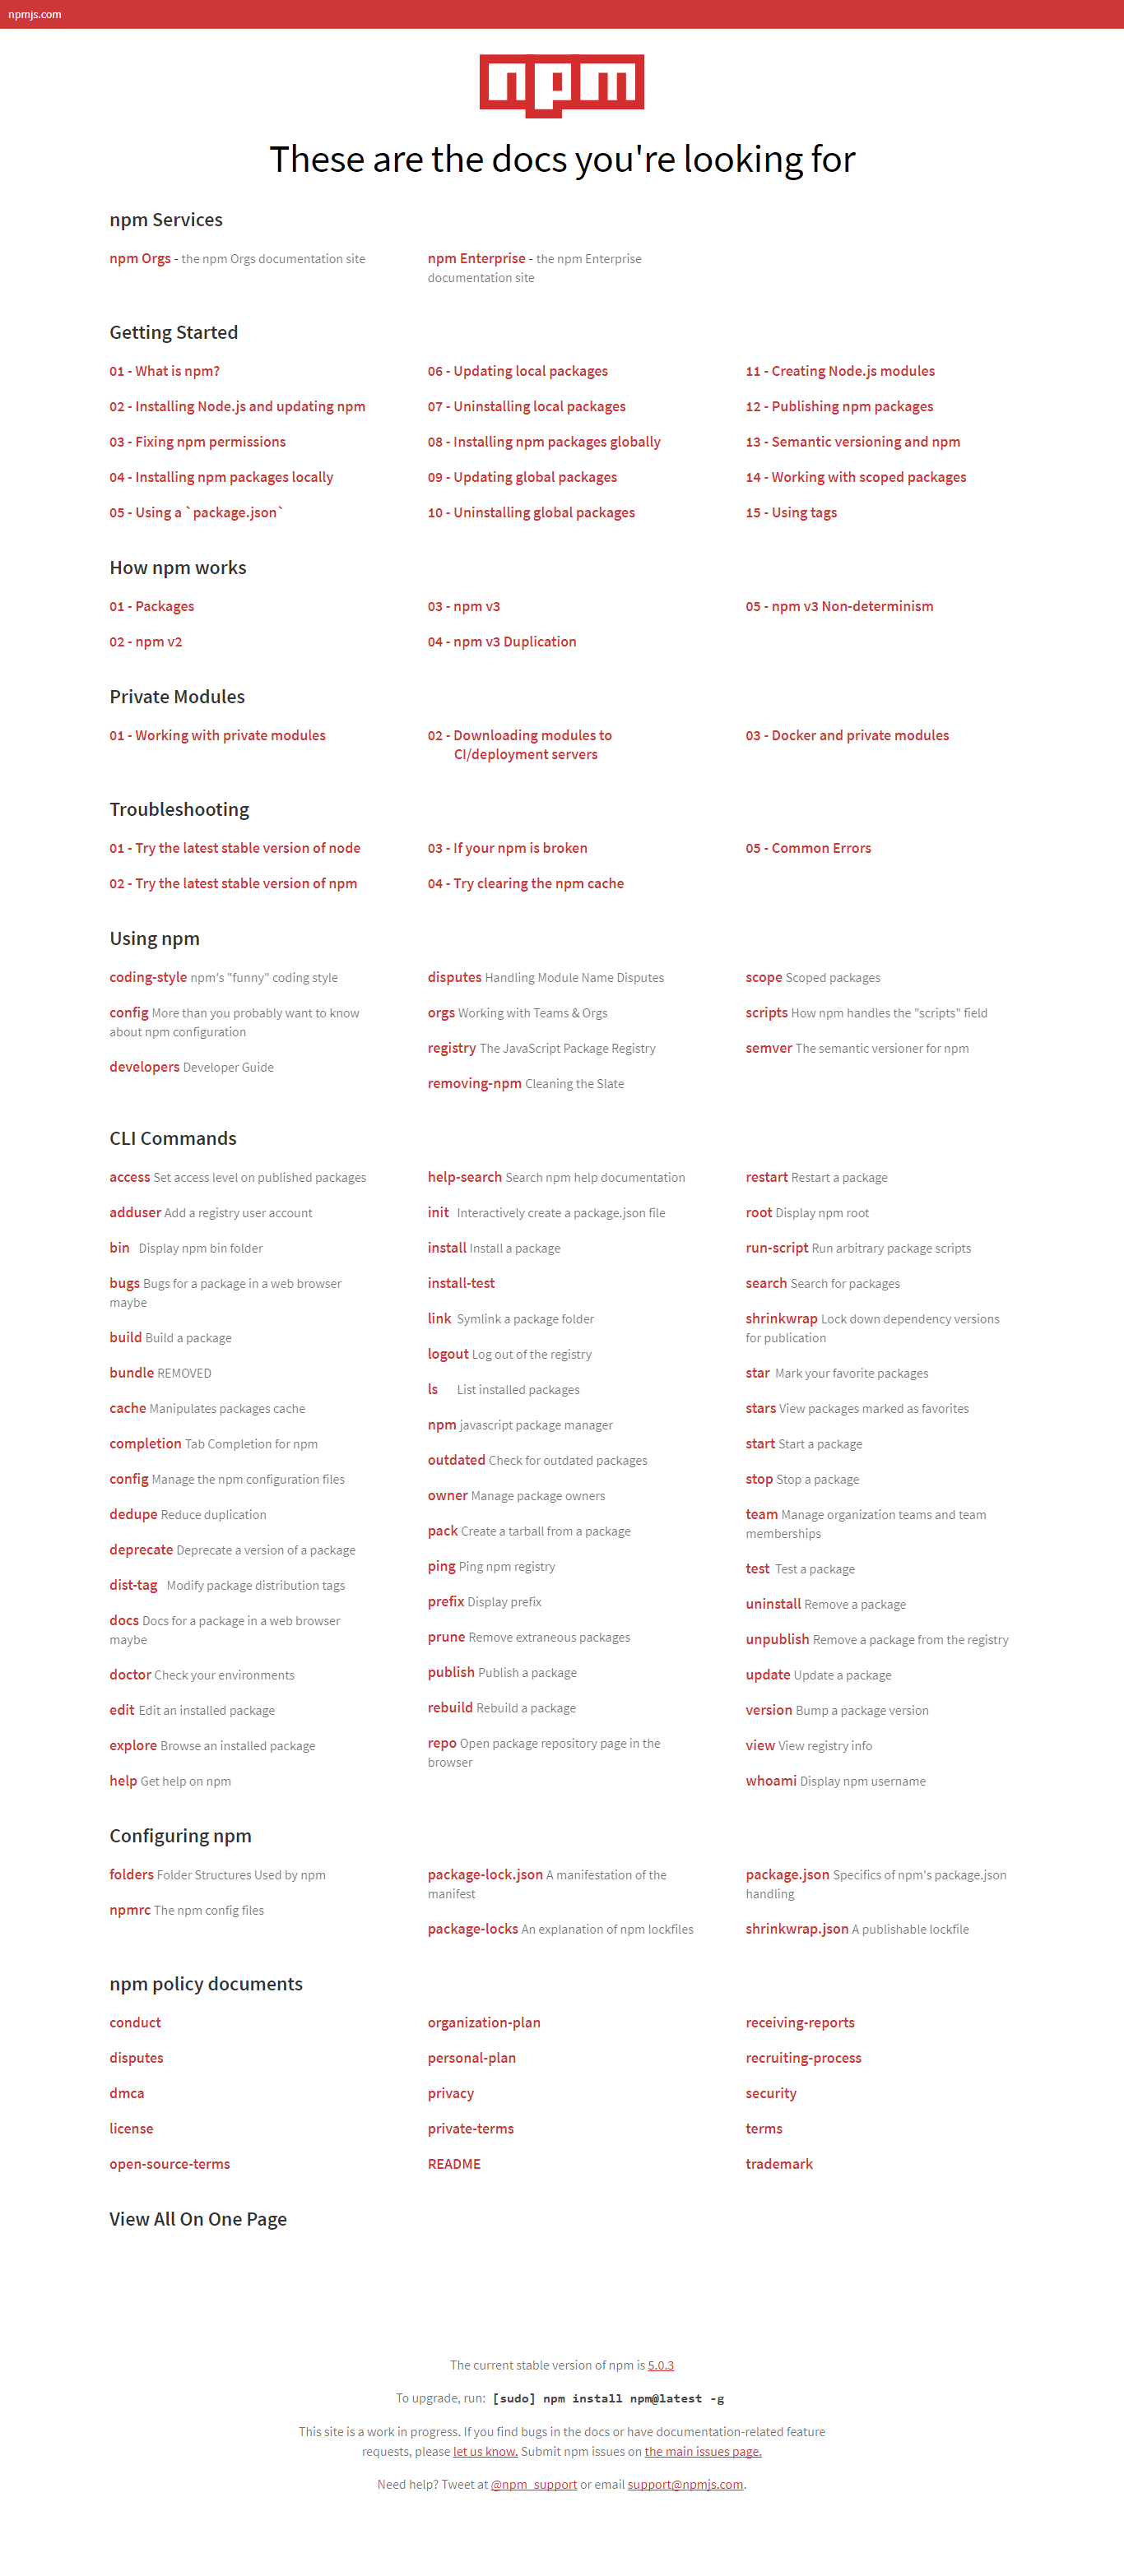 npmjs.com
npm
These are the docs you're looking for
npm Services
npm Orgs - the npm Orgs documentation site
npm Enterprise - the npm Enterprise
documentation site
Getting Started
01 - What is npm?
02 - Installing Node.js and updating npm
03 - Fixing npm permissions
04 - Installing npm packages locally
05 - Using a `package.json`
06 - Updating local packages
07 - Uninstalling local packages
08 - Installing npm packages globally
09 - Updating global packages
10 - Uninstalling global packages
11 - Creating Node.js modules
12 - Publishing npm packages
13 - Semantic versioning and npm
14 - Working with scoped packages
15 - Using tags
How npm works
01 - Packages
02 - npm v2
03 - npm v3
04 - npm v3 Duplication
05 - npm v3 Non-determinism
Private Modules
01 - Working with private modules
02 - Downloading modules to
CI/deployment servers
03 - Docker and private modules
Troubleshooting
01 - Try the latest stable version of node
02 - Try the latest stable version of npm
03 - If your npm is broken
04 - Try clearing the npm cache
05 - Common Errors
Using npm
coding-style npm's "funny" coding style
config More than you probably want to know
about npm configuration
developers Developer Guide
disputes Handling Module Name Disputes
orgs Working with Teams & Orgs
registry The JavaScript Package Registry
removing-npm Cleaning the Slate
scope Scoped packages
scripts How npm handles the "scripts" field
semver The semantic versioner for npm
CLI Commands
access Set access level on published packages
adduser Add a registry user account
bin Display npm bin folder
bugs Bugs for a package in a web browser
maybe
build Build a package
bundle REMOVED
cache Manipulates packages cache
completion Tab Completion for npm
config Manage the npm configuration files
dedupe Reduce duplication
deprecate Deprecate a version of a package
dist-tag Modify package distribution tags
docs Docs for a package in a web browser
maybe
doctor Check your environments
edit Edit an installed package
explore Browse an installed package
help Get help on npm
help-search Search npm help documentation
init Interactively create a package.json file
install Install a package
install-test
link Symlink a package folder
logout Log out of the registry
ls List installed packages
npm javascript package manager
outdated Check for outdated packages
owner Manage package owners
pack Create a tarball from a package
ping Ping npm registry
prefix Display prefix
prune Remove extraneous packages
publish Publish a package
rebuild Rebuild a package
repo Open package repository page in the
browser
restart Restart a package
root Display npm root
run-script Run arbitrary package scripts
search Search for packages
shrinkwrap Lock down dependency versions
for publication
star Mark your favorite packages
stars View packages marked as favorites
start Start a package
stop Stop a package
team Manage organization teams and team
memberships
test Test a package
uninstall Remove a package
unpublish Remove a package from the registry
update Update a package
version Bump a package version
view View registry info
whoami Display npm username
Configuring npm
folders Folder Structures Used by npm
npmrc The npm config files
package-lock.json A manifestation of the
manifest
package-locks An explanation of npm lockfiles
package.json Specifics of npm's package.json
handling
shrinkwrap.json A publishable lockfile
npm policy documents
conduct
disputes
dmca
license
open-source-terms
organization-plan
personal-plan
privacy
private-terms
README
receiving-reports
recruiting-process
security
terms
trademark
View All On One Page
The current stable version of npm is 5.0.3
To upgrade, run: [sudo] npm install npm@latest -g
This site is a work in progress. If you find bugs in the docs or have documentation-related feature
requests, please let us know. Submit npm issues on the main issues page.
Need help? Tweet at @npm_support or email support@npmjs.com.